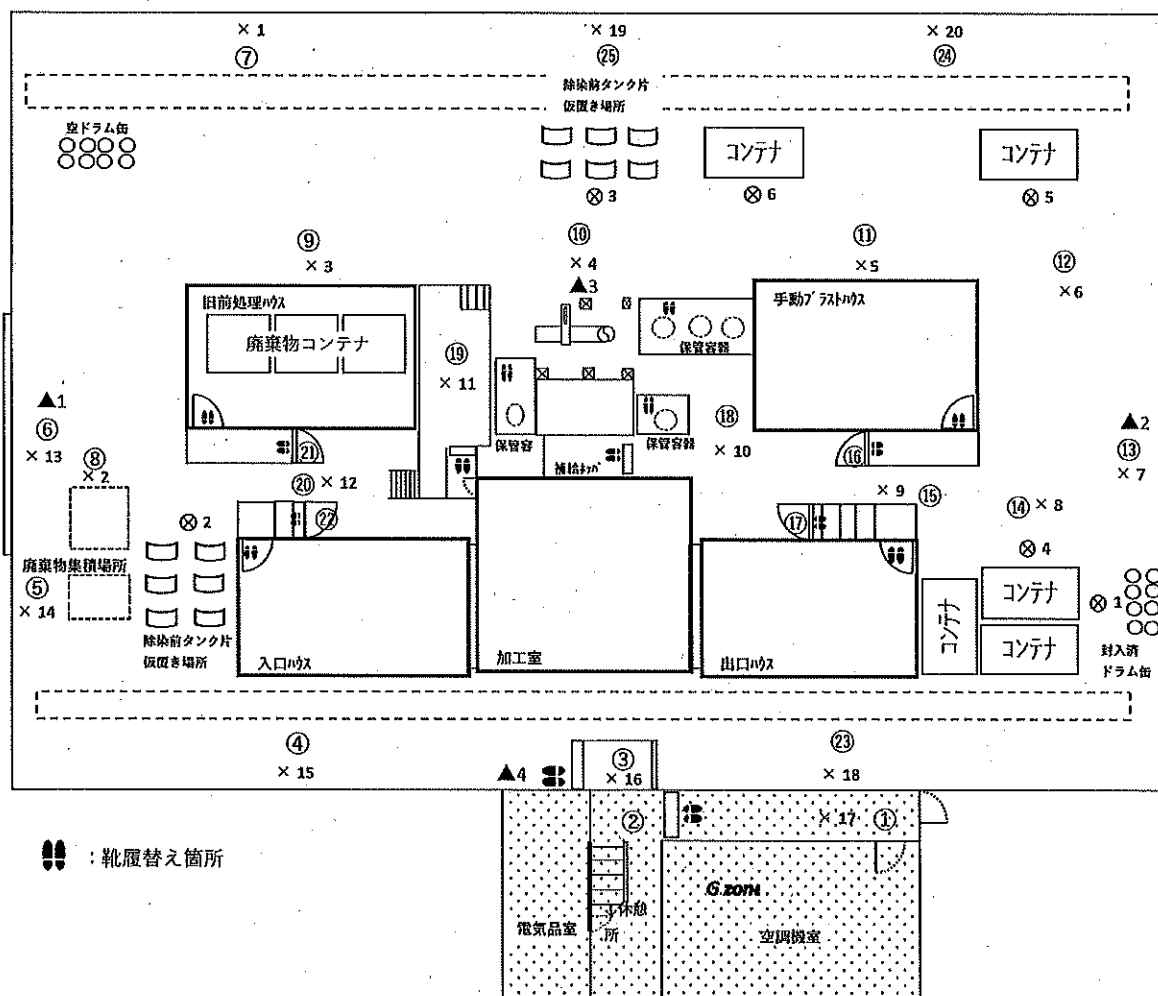 × 1
× 19
× 20
⑦
㉕
㉔
除染前タンク片
仮置き場所
空ドラム缶
コンテナ
コンテナ
⊗ 3
⊗ 6
⊗ 5
⑨
⑩
⑪
⑫
× 3
× 4
× 5
× 6
▲3
旧前処理ハウス
手動ブラストハウス
廃棄物コンテナ
⑲
× 11
保管容器
▲1
⑥
× 13
⑧
× 2
保管容
保管容器
⑱
× 10
▲2
⑬
× 7
㉑
⑯
補給ホッパ
⑳
× 12
× 9
⑮
⑭
× 8
⊗ 2
㉒
⑰
⊗ 4
廃棄物集積場所
⑤
× 14
コンテナ
コンテナ
コンテナ
⊗ 1
除染前タンク片
仮置き場所
入口ハウス
加工室
出口ハウス
封入済
ドラム缶
④
× 15
▲4
③
× 16
㉓
× 18
②
× 17
①
：靴履替え箇所
G zone
電気品室
休憩
所
空調機室